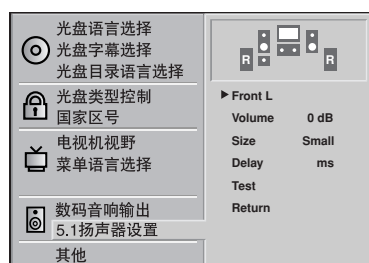 光盘语言选择
光盘字幕选择
光盘目录语言选择
光盘类型控制
国家区号
电视机视野
菜单语言选择
数码音响输出
5.1扬声器设置
其他
R
R
Front L
Volume 0 dB
Size Small
Delay ms
Test
Return